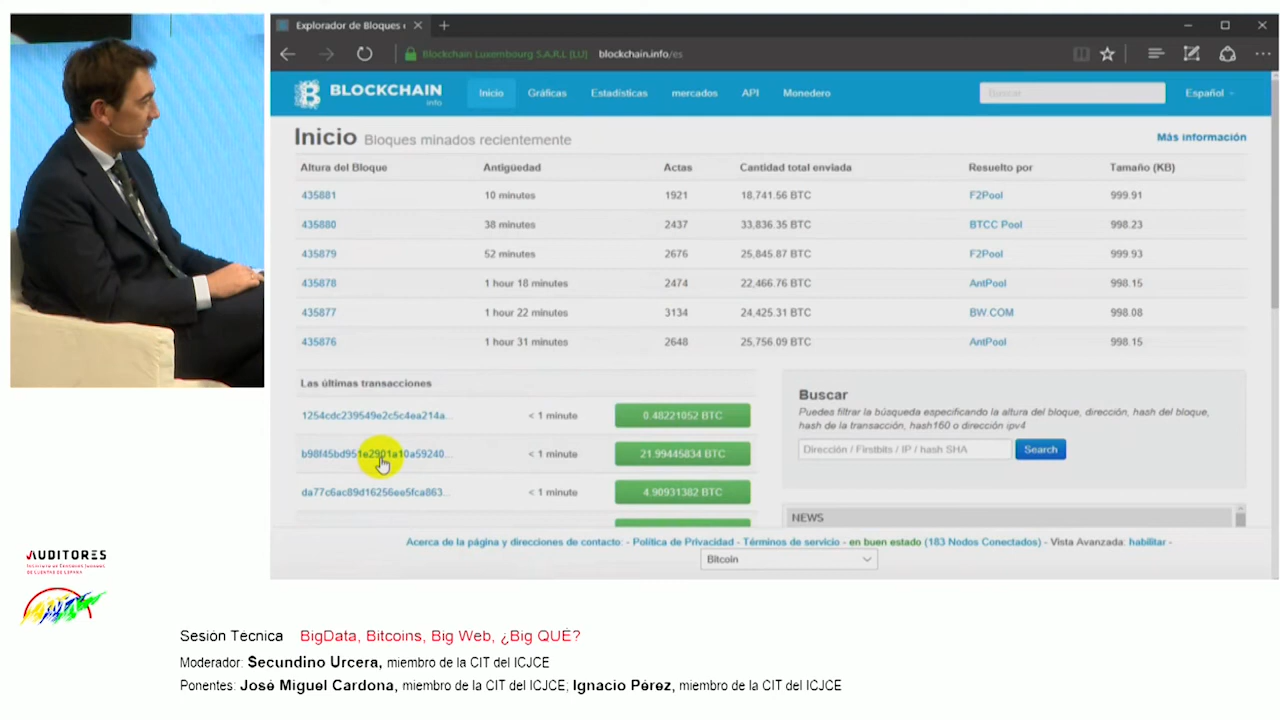 Explorador de Bloques
Blockchain Luxembourg S.A.R.L [LU] blockchain.info/es
BLOCKCHAIN
info
Inicio Gráficas Estadísticas mercados API Monedero
Buscar
Español
Inicio Bloques minados recientemente
Más información
Altura del Bloque Antigüedad Actas Cantidad total enviada Resuelto por Tamaño (KB)
435881 10 minutes 1921 18,741.56 BTC F2Pool 999.91
435880 38 minutes 2437 33,836.35 BTC BTCC Pool 998.23
435879 52 minutes 2676 25,845.87 BTC F2Pool 999.93
435878 1 hour 18 minutes 2474 22,466.76 BTC AntPool 998.15
435877 1 hour 22 minutes 3134 24,425.31 BTC BW.COM 998.08
435876 1 hour 31 minutes 2648 25,756.09 BTC AntPool 998.15
Las últimas transacciones
1254cdc239549e2c5c4ea214a... < 1 minute 0.48221052 BTC
b98f45bd951e2901a10a59240... < 1 minute 21.99445834 BTC
da77c6ac89d16256ee5fca863... < 1 minute 4.90931382 BTC
Buscar
Puedes filtrar la búsqueda especificando la altura del bloque, dirección, hash del bloque,
hash de la transacción, hash160 o dirección ipv4
Dirección / Firstbits / IP / hash SHA
Search
NEWS
Acerca de la página y direcciones de contacto: - Política de Privacidad - Términos de servicio - en buen estado (183 Nodos Conectados) - Vista Avanzada: habilitar -
Bitcoin
AUDITORES
Sesión Técnica BigData, Bitcoins, Big Web, ¿Big QUÉ?
Moderador: Secundino Urcera, miembro de la CIT del ICJCE
Ponentes: José Miguel Cardona, miembro de la CIT del ICJCE; Ignacio Pérez, miembro de la CIT del ICJCE